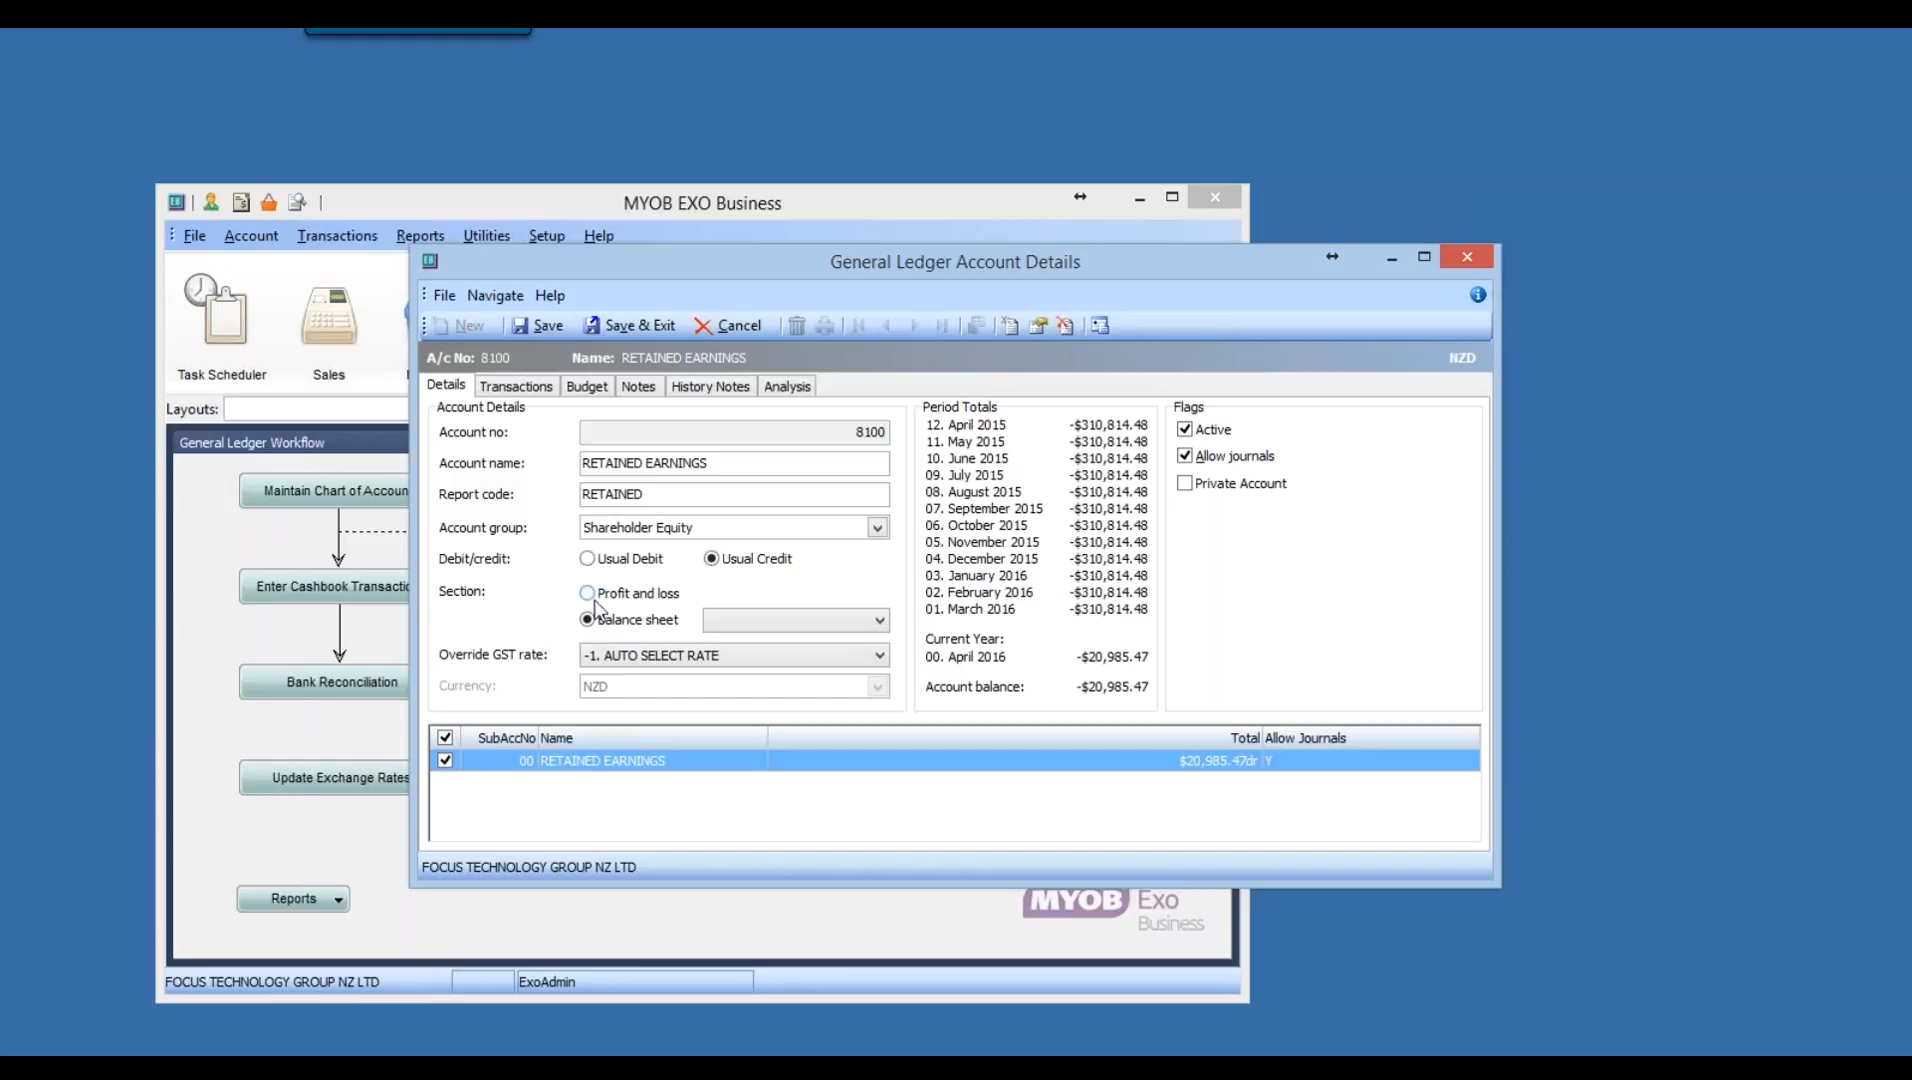 MYOB EXO Business
File Account Transactions Reports Utilities Setup Help
Task Scheduler
Sales
Layouts:
General Ledger Workflow
Maintain Chart of Accoun
Enter Cashbook Transactio
Bank Reconciliation
Update Exchange Rates
Reports
MYOB Exo
Business
FOCUS TECHNOLOGY GROUP NZ LTD
ExoAdmin
General Ledger Account Details
File Navigate Help
New Save Save & Exit Cancel
A/c No: 8100 Name: RETAINED EARNINGS NZD
Details Transactions Budget Notes History Notes Analysis
Account Details
Account no: 8100
Account name: RETAINED EARNINGS
Report code: RETAINED
Account group: Shareholder Equity
Debit/credit: Usual Debit Usual Credit
Section: Profit and loss
Balance sheet
Override GST rate: -1. AUTO SELECT RATE
Currency: NZD
Period Totals
12. April 2015 -$310,814.48
11. May 2015 -$310,814.48
10. June 2015 -$310,814.48
09. July 2015 -$310,814.48
08. August 2015 -$310,814.48
07. September 2015 -$310,814.48
06. October 2015 -$310,814.48
05. November 2015 -$310,814.48
04. December 2015 -$310,814.48
03. January 2016 -$310,814.48
02. February 2016 -$310,814.48
01. March 2016 -$310,814.48
Current Year:
00. April 2016 -$20,985.47
Account balance: -$20,985.47
Flags
Active
Allow journals
Private Account
SubAccNo Name Total Allow Journals
00 RETAINED EARNINGS $20,985.47dr Y
FOCUS TECHNOLOGY GROUP NZ LTD